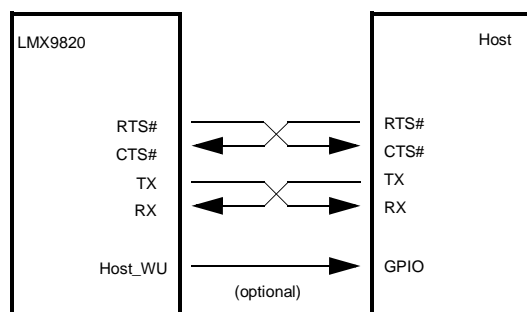 LMX9820
Host
RTS#
RTS#
CTS#
CTS#
TX
TX
RX
RX
Host_WU
GPIO
(optional)